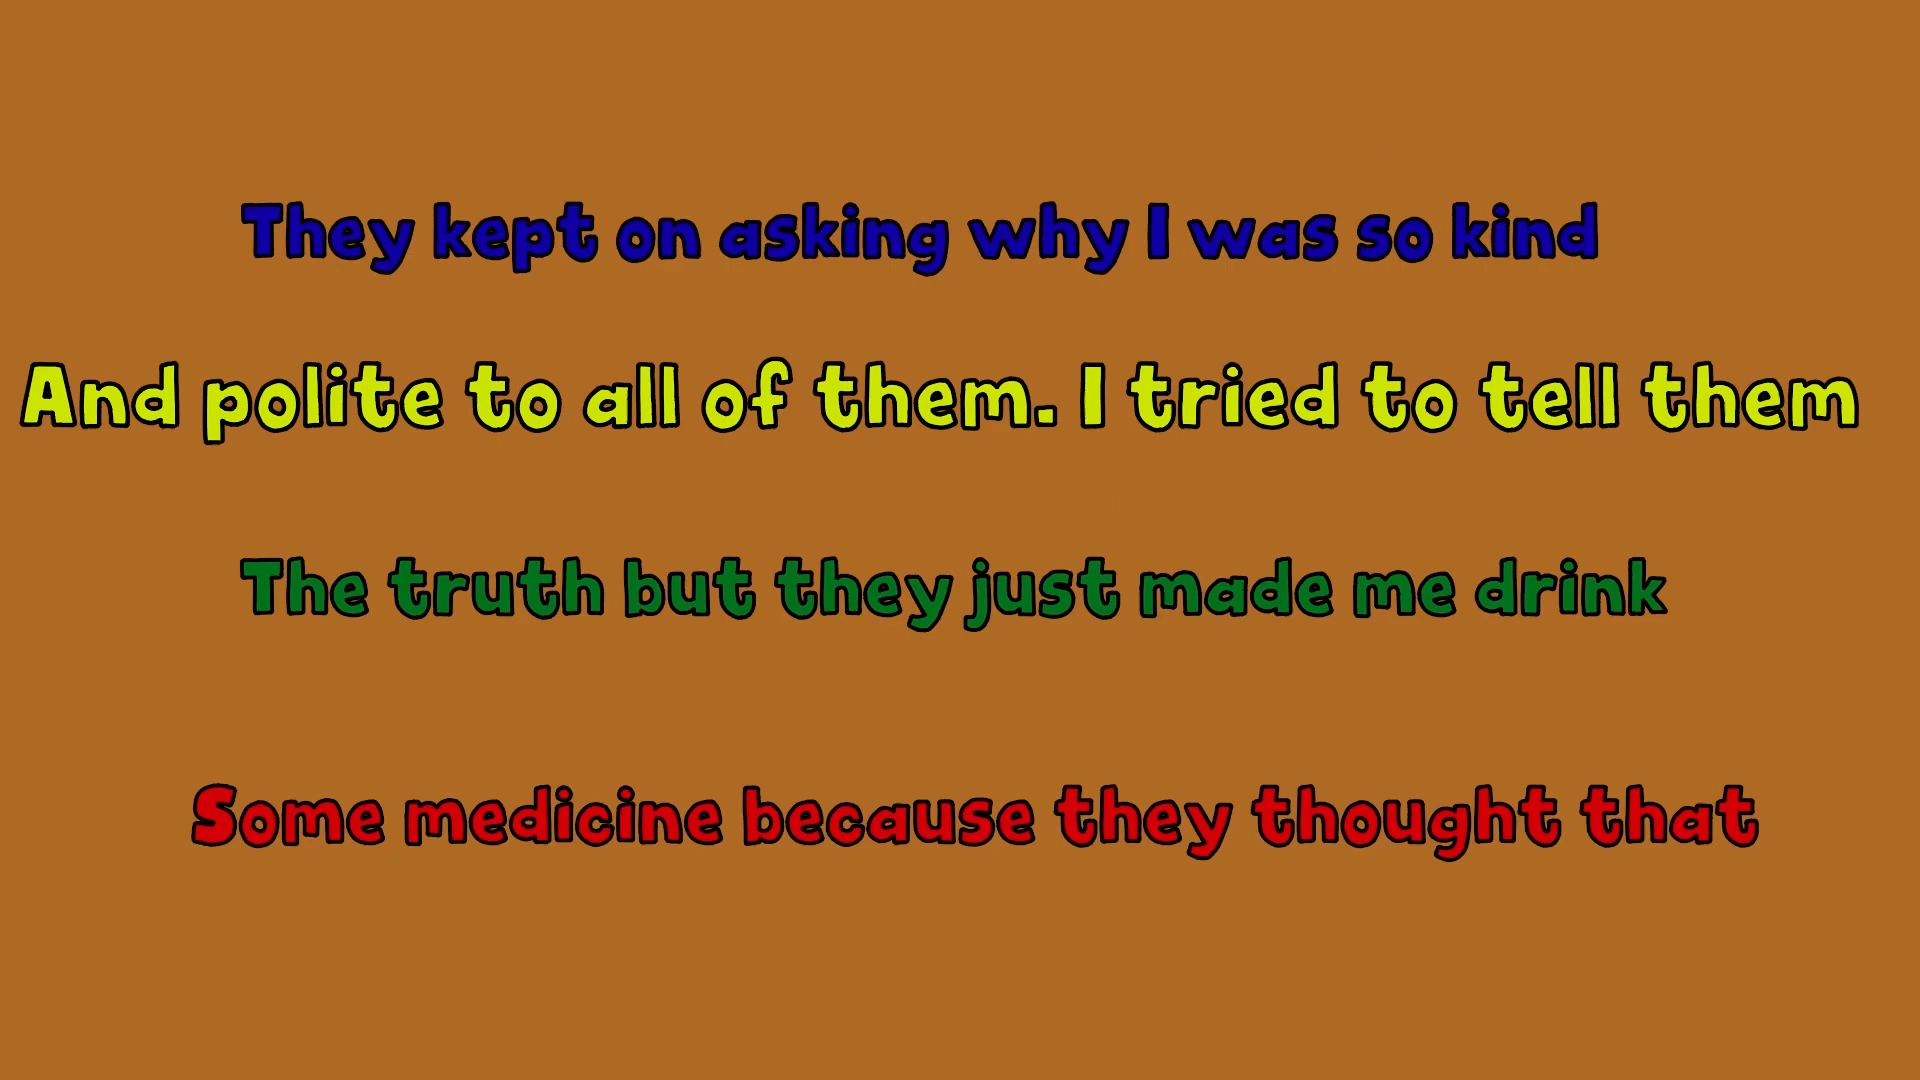 They kept on asking why I was so kind
And polite to all of them. I tried to tell them
The truth but they just made me drink
Some medicine because they thought that